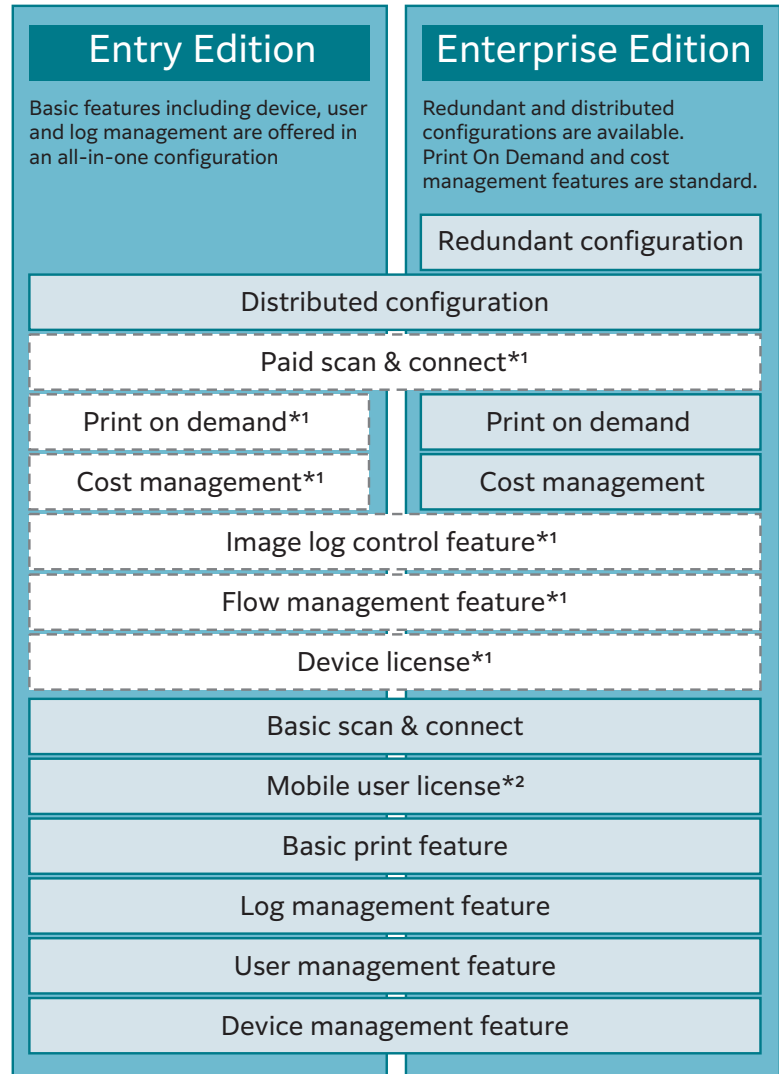 Entry Edition
Basic features including device, user
and log management are offered in
an all-in-one configuration
Enterprise Edition
Redundant and distributed
configurations are available.
Print On Demand and cost
management features are standard.
Redundant configuration
Distributed configuration
Paid scan & connect*¹
Print on demand*¹
Print on demand
Cost management*¹
Cost management
Image log control feature*¹
Flow management feature*¹
Device license*¹
Basic scan & connect
Mobile user license*²
Basic print feature
Log management feature
User management feature
Device management feature